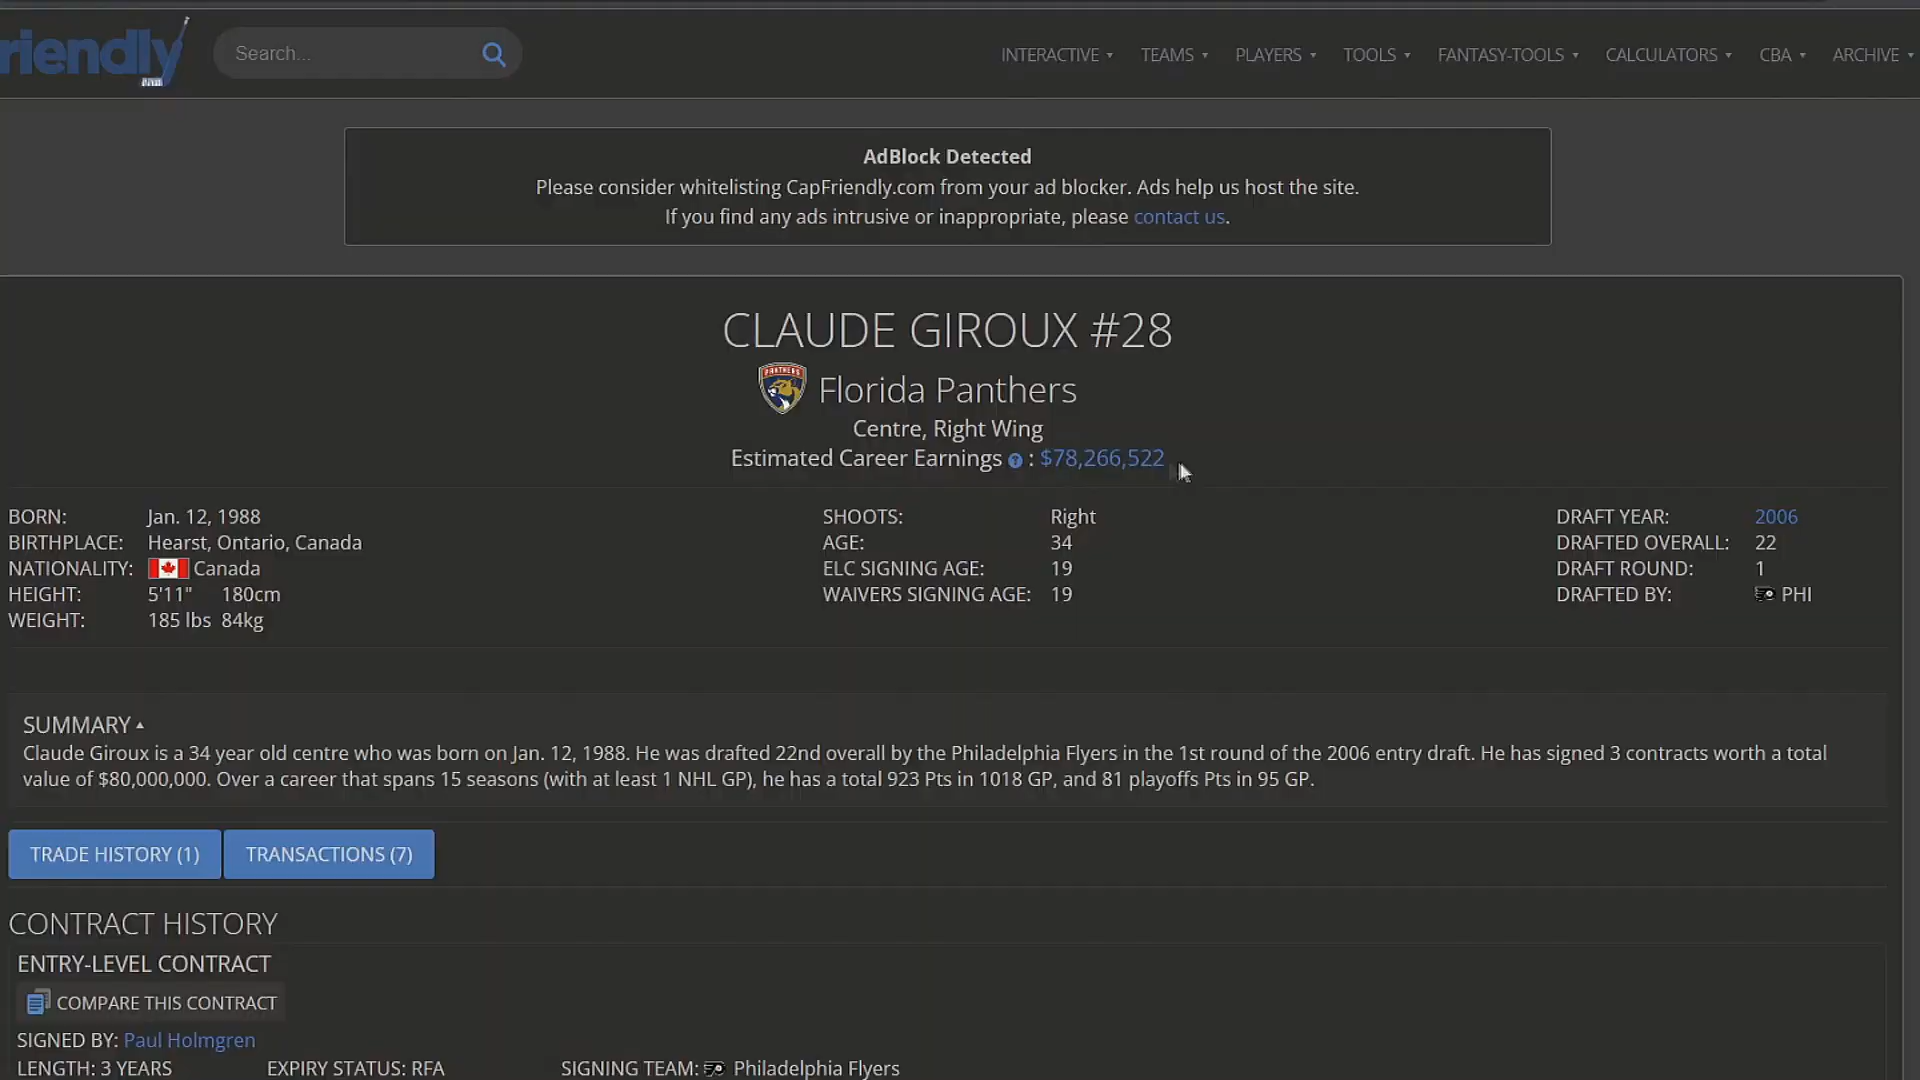 riendly
.com
Search...
INTERACTIVE
TEAMS
PLAYERS
TOOLS
FANTASY-TOOLS
CALCULATORS
CBA
ARCHIVE
AdBlock Detected
Please consider whitelisting CapFriendly.com from your ad blocker. Ads help us host the site.
If you find any ads intrusive or inappropriate, please contact us.
CLAUDE GIROUX #28
PANTHERS
Florida Panthers
Centre, Right Wing
Estimated Career Earnings ? : $78,266,522
BORN: Jan. 12, 1988
BIRTHPLACE: Hearst, Ontario, Canada
NATIONALITY: Canada
HEIGHT: 5'11" 180cm
WEIGHT: 185 lbs 84kg
SHOOTS: Right
AGE: 34
ELC SIGNING AGE: 19
WAIVERS SIGNING AGE: 19
DRAFT YEAR: 2006
DRAFTED OVERALL: 22
DRAFT ROUND: 1
DRAFTED BY: PHI
SUMMARY
Claude Giroux is a 34 year old centre who was born on Jan. 12, 1988. He was drafted 22nd overall by the Philadelphia Flyers in the 1st round of the 2006 entry draft. He has signed 3 contracts worth a total
value of $80,000,000. Over a career that spans 15 seasons (with at least 1 NHL GP), he has a total 923 Pts in 1018 GP, and 81 playoffs Pts in 95 GP.
TRADE HISTORY (1)
TRANSACTIONS (7)
CONTRACT HISTORY
ENTRY-LEVEL CONTRACT
COMPARE THIS CONTRACT
SIGNED BY: Paul Holmgren
LENGTH: 3 YEARS
EXPIRY STATUS: RFA
SIGNING TEAM: Philadelphia Flyers